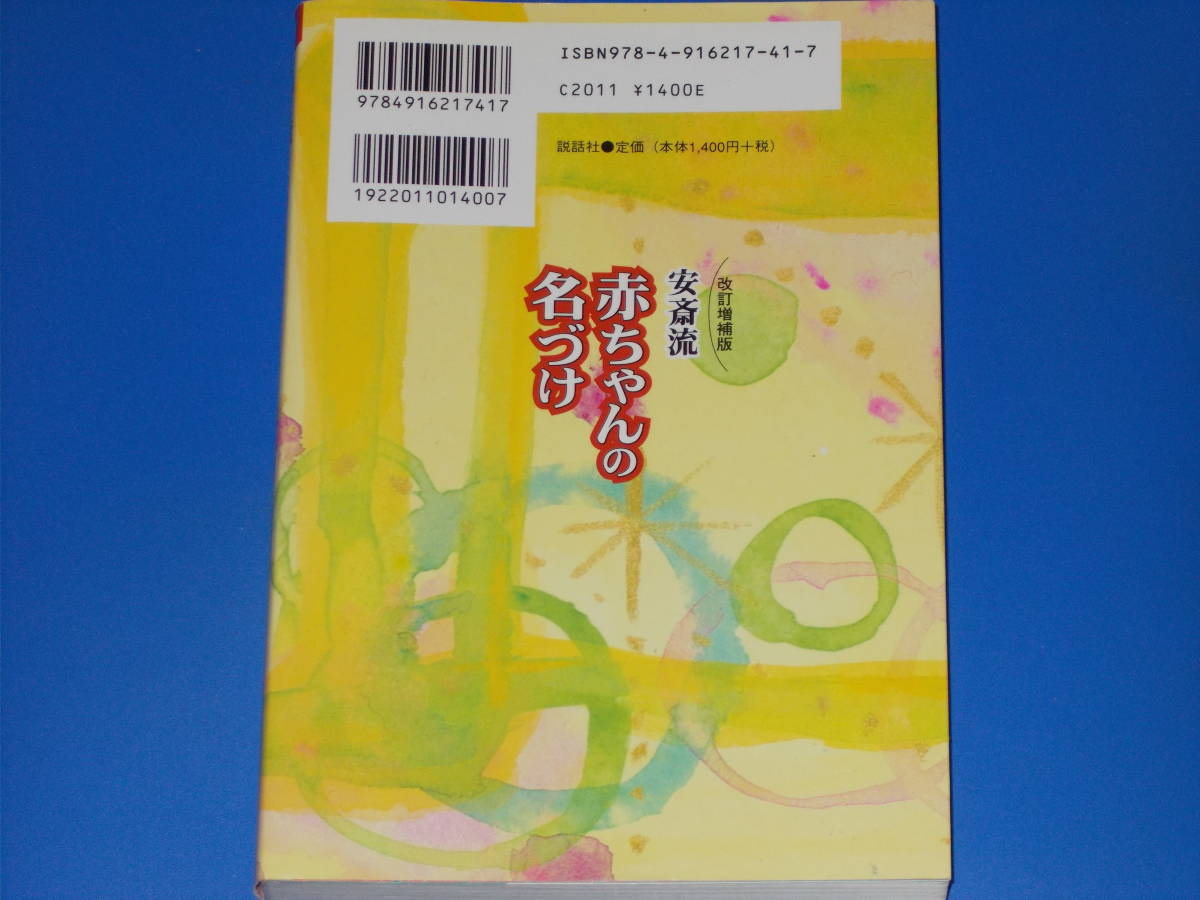 ISBN978-4-916217-41-7
C2011 ¥1400E
9784916217417
説話社●定価（本体1,400円＋税）
1922011014007
（改訂増補版）
安斎流
赤ちゃんの
名づけ